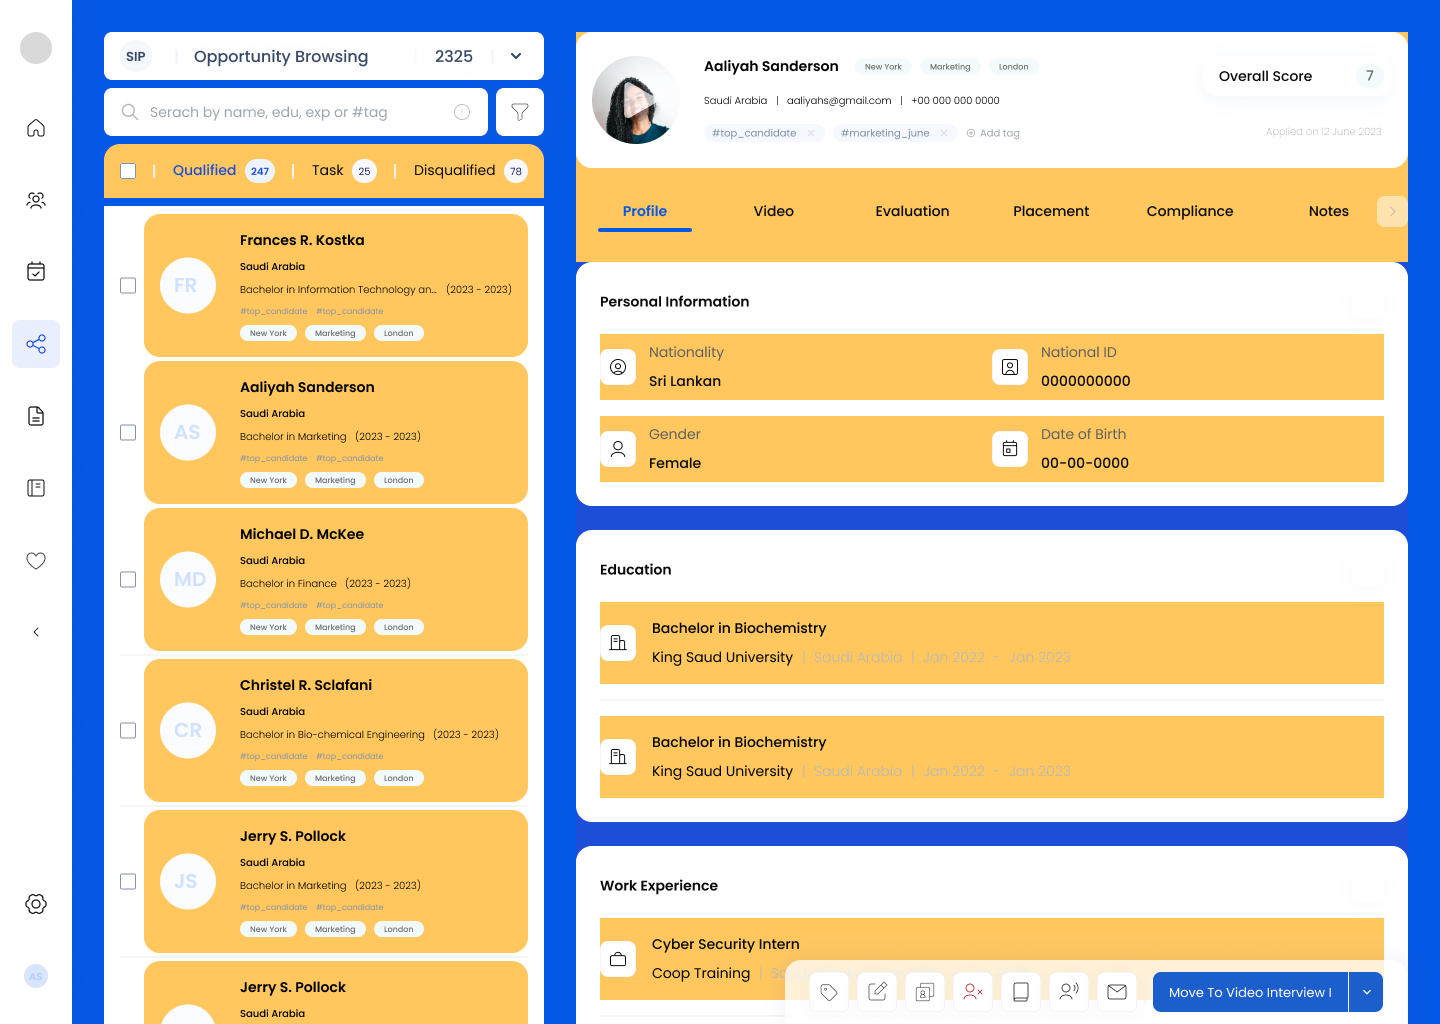 SIP | Opportunity Browsing | 2325
Serach by name, edu, exp or #tag
| Qualified 247 | Task 25 | Disqualified 78
FR
Frances R. Kostka
Saudi Arabia
Bachelor in Information Technology an... (2023 - 2023)
#top_candidate #top_candidate
New York Marketing London
AS
Aaliyah Sanderson
Saudi Arabia
Bachelor in Marketing (2023 - 2023)
#top_candidate #top_candidate
New York Marketing London
MD
Michael D. McKee
Saudi Arabia
Bachelor in Finance (2023 - 2023)
#top_candidate #top_candidate
New York Marketing London
CR
Christel R. Sclafani
Saudi Arabia
Bachelor in Bio-chemical Engineering (2023 - 2023)
#top_candidate #top_candidate
New York Marketing London
JS
Jerry S. Pollock
Saudi Arabia
Bachelor in Marketing (2023 - 2023)
#top_candidate #top_candidate
New York Marketing London
Jerry S. Pollock
Saudi Arabia
AS
Aaliyah Sanderson New York Marketing London
Saudi Arabia | aaliyahs@gmail.com | +00 000 000 0000
#top_candidate × #marketing_june × Add tag
Overall Score 7
Applied on 12 June 2023
Profile Video Evaluation Placement Compliance Notes
Personal Information
Nationality
Sri Lankan
National ID
0000000000
Gender
Female
Date of Birth
00-00-0000
Education
Bachelor in Biochemistry
King Saud University | Saudi Arabia | Jan 2022 - Jan 2023
Bachelor in Biochemistry
King Saud University | Saudi Arabia | Jan 2022 - Jan 2023
Work Experience
Cyber Security Intern
Coop Training |
Move To Video Interview I